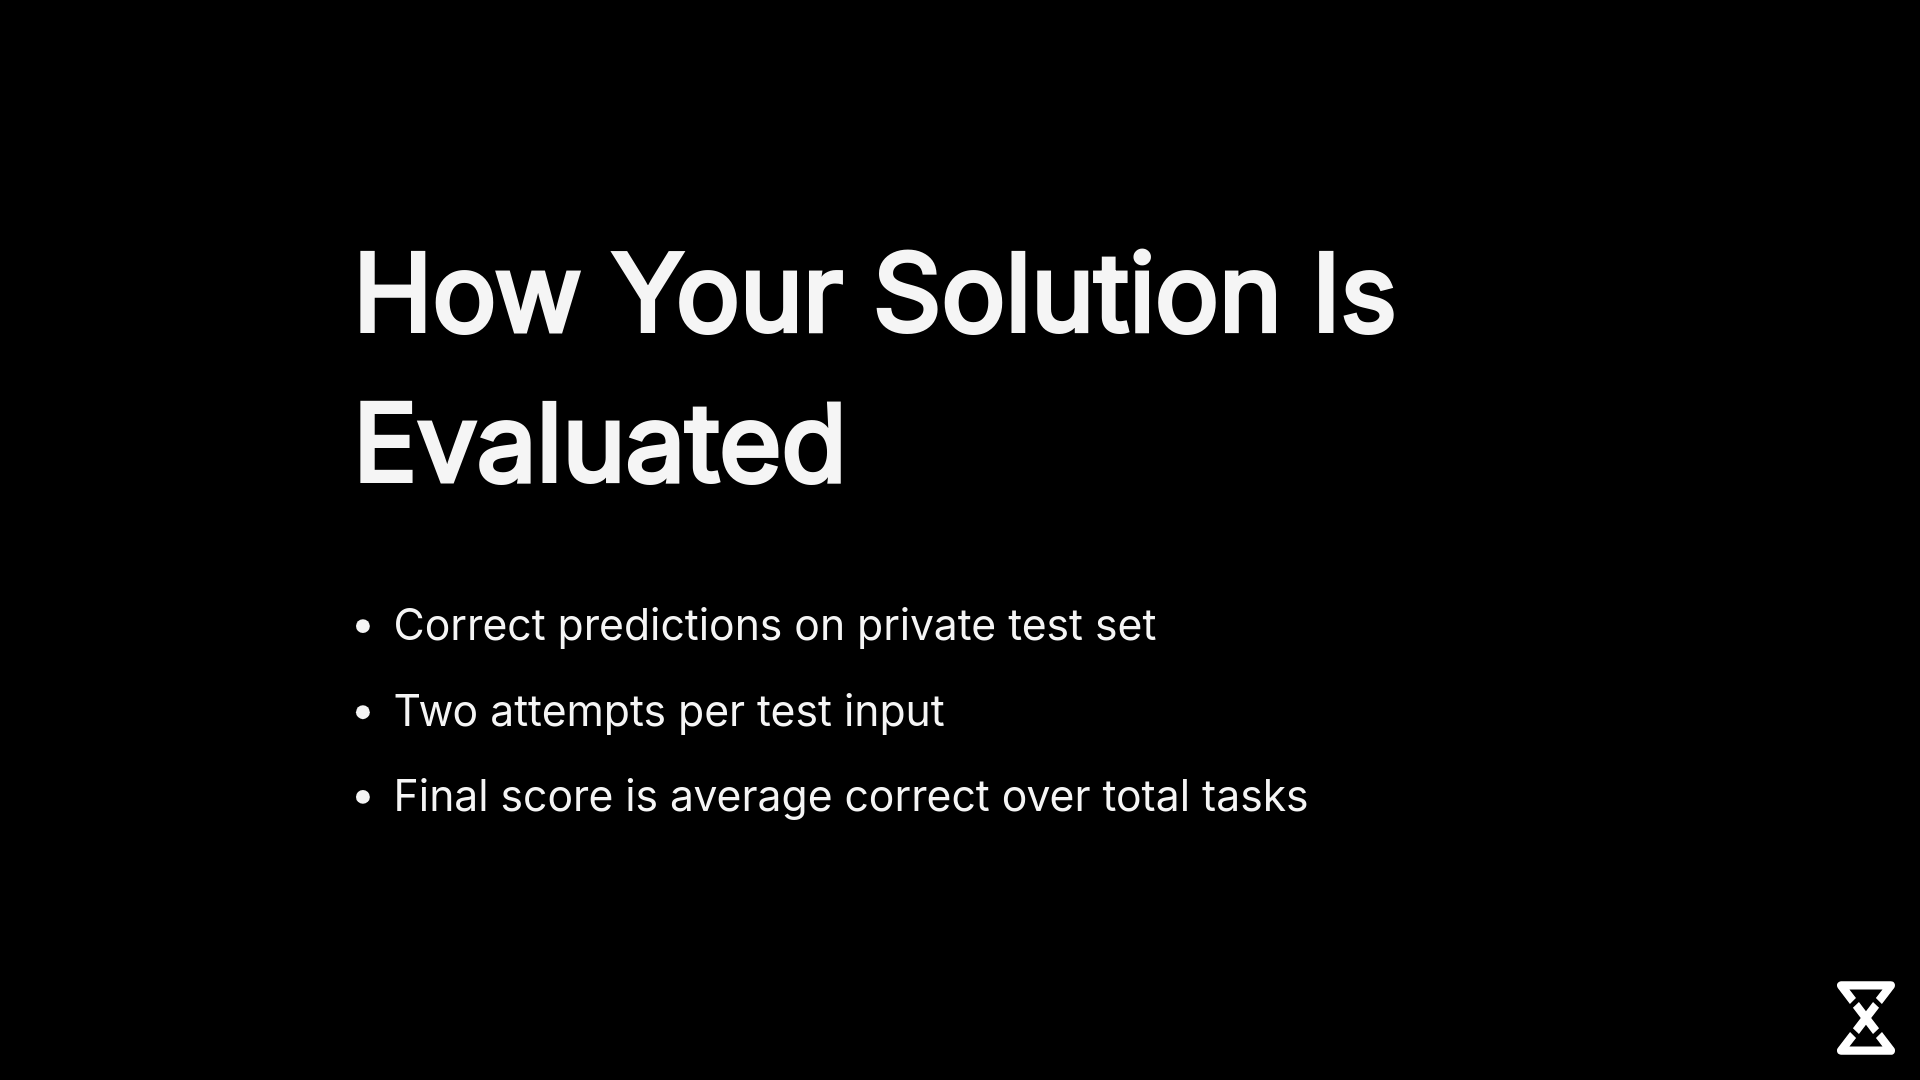 How Your Solution Is
Evaluated
• Correct predictions on private test set
• Two attempts per test input
• Final score is average correct over total tasks